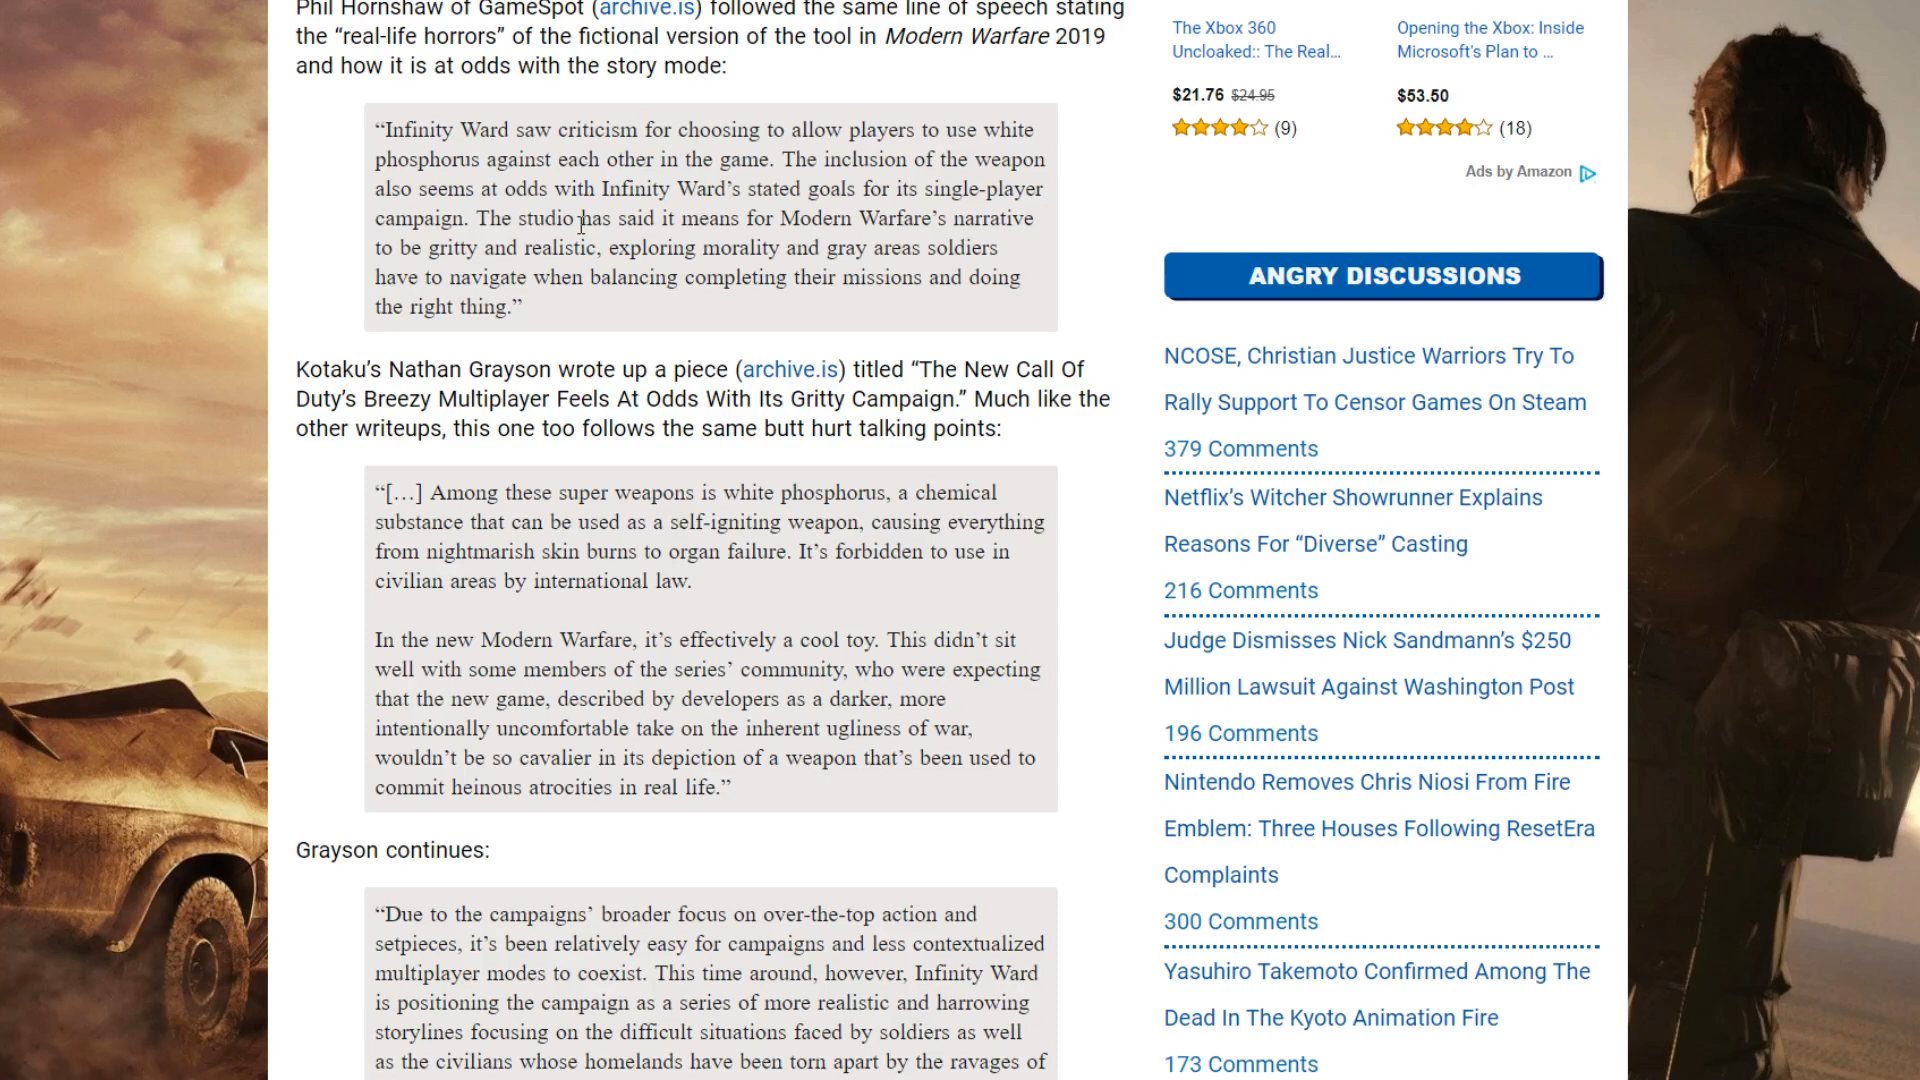 Phil Hornshaw of GameSpot (archive.is) followed the same line of speech stating
the “real-life horrors” of the fictional version of the tool in Modern Warfare 2019
and how it is at odds with the story mode:
“Infinity Ward saw criticism for choosing to allow players to use white
phosphorus against each other in the game. The inclusion of the weapon
also seems at odds with Infinity Ward’s stated goals for its single-player
campaign. The studio has said it means for Modern Warfare’s narrative
to be gritty and realistic, exploring morality and gray areas soldiers
have to navigate when balancing completing their missions and doing
the right thing.”
Kotaku’s Nathan Grayson wrote up a piece (archive.is) titled “The New Call Of
Duty’s Breezy Multiplayer Feels At Odds With Its Gritty Campaign.” Much like the
other writeups, this one too follows the same butt hurt talking points:
“[…] Among these super weapons is white phosphorus, a chemical
substance that can be used as a self-igniting weapon, causing everything
from nightmarish skin burns to organ failure. It’s forbidden to use in
civilian areas by international law.
In the new Modern Warfare, it’s effectively a cool toy. This didn’t sit
well with some members of the series’ community, who were expecting
that the new game, described by developers as a darker, more
intentionally uncomfortable take on the inherent ugliness of war,
wouldn’t be so cavalier in its depiction of a weapon that’s been used to
commit heinous atrocities in real life.”
Grayson continues:
“Due to the campaigns’ broader focus on over-the-top action and
setpieces, it’s been relatively easy for campaigns and less contextualized
multiplayer modes to coexist. This time around, however, Infinity Ward
is positioning the campaign as a series of more realistic and harrowing
storylines focusing on the difficult situations faced by soldiers as well
as the civilians whose homelands have been torn apart by the ravages of
The Xbox 360
Uncloaked:: The Real...
$21.76 $24.95
(9)
Opening the Xbox: Inside
Microsoft's Plan to ...
$53.50
(18)
Ads by Amazon
ANGRY DISCUSSIONS
NCOSE, Christian Justice Warriors Try To
Rally Support To Censor Games On Steam
379 Comments
Netflix’s Witcher Showrunner Explains
Reasons For “Diverse” Casting
216 Comments
Judge Dismisses Nick Sandmann’s $250
Million Lawsuit Against Washington Post
196 Comments
Nintendo Removes Chris Niosi From Fire
Emblem: Three Houses Following ResetEra
Complaints
300 Comments
Yasuhiro Takemoto Confirmed Among The
Dead In The Kyoto Animation Fire
173 Comments